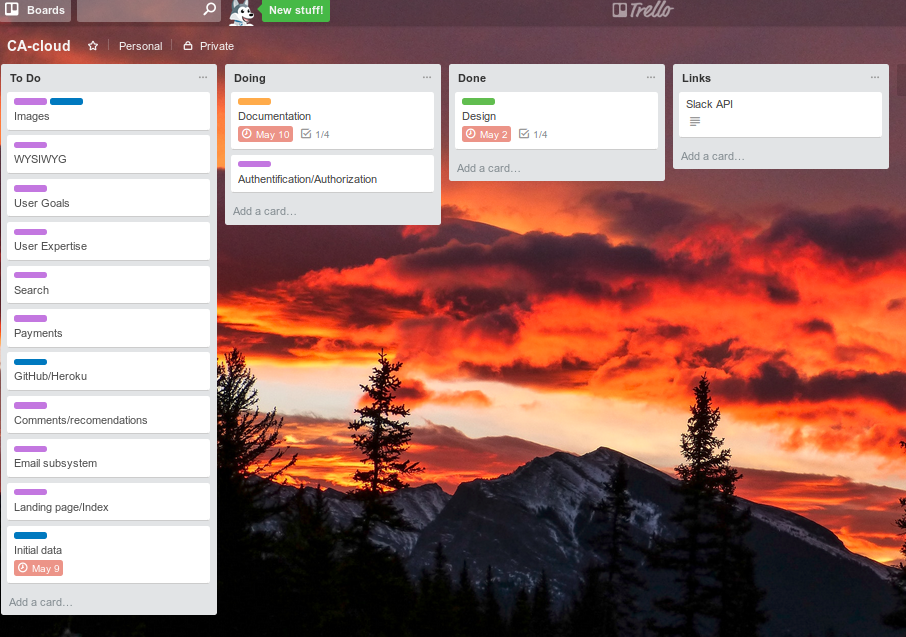 Boards
New stuff!
Trello
CA-cloud
Personal
Private
To Do
Images
WYSIWYG
User Goals
User Expertise
Search
Payments
GitHub/Heroku
Comments/recomendations
Email subsystem
Landing page/Index
Initial data
May 9
Add a card…
Doing
Documentation
May 10 1/4
Authentification/Authorization
Add a card…
Done
Design
May 2 1/4
Add a card…
Links
Slack API
Add a card…